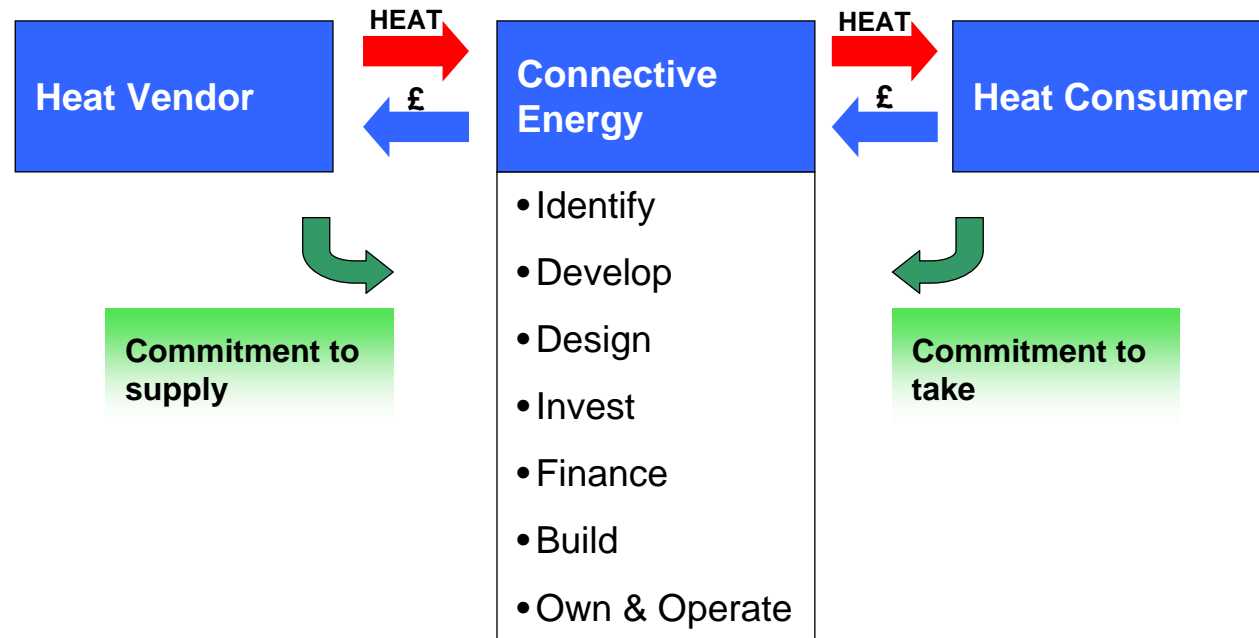 HEAT
HEAT
Heat Vendor
£
Connective
Energy
£
Heat Consumer
•Identify
•Develop
•Design
•Invest
•Finance
•Build
•Own & Operate
Commitment to
supply
Commitment to
take